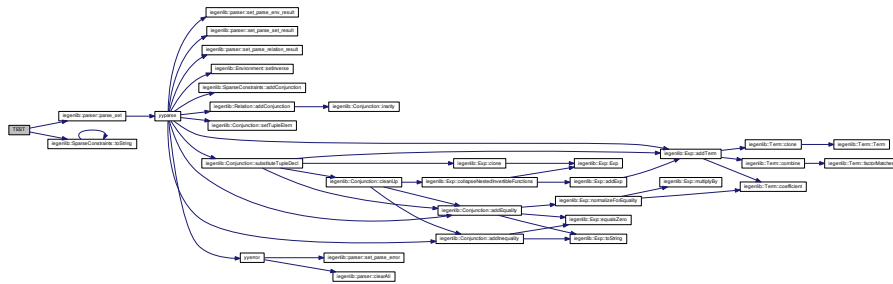 iegenlib::parser::set_parse_env_result
iegenlib::parser::set_parse_set_result
iegenlib::parser::set_parse_relation_result
iegenlib::Environment::setInverse
iegenlib::SparseConstraints::addConjunction
iegenlib::Relation::addConjunction
iegenlib::Conjunction::inarity
iegenlib::parser::parse_set
yyparse
iegenlib::Conjunction::setTupleElem
TEST
iegenlib::SparseConstraints::toString
iegenlib::Exp::addTerm
iegenlib::Term::clone
iegenlib::Term::Term
iegenlib::Conjunction::substituteTupleDecl
iegenlib::Exp::clone
iegenlib::Exp::Exp
iegenlib::Term::combine
iegenlib::Term::factorMatches
iegenlib::Conjunction::cleanUp
iegenlib::Exp::collapseNestedInvertibleFunctions
iegenlib::Exp::addExp
iegenlib::Exp::multiplyBy
iegenlib::Term::coefficient
iegenlib::Exp::normalizeForEquality
iegenlib::Conjunction::addEquality
iegenlib::Exp::equalsZero
iegenlib::Conjunction::addInequality
iegenlib::Exp::toString
yyerror
iegenlib::parser::set_parse_error
iegenlib::parser::clearAll